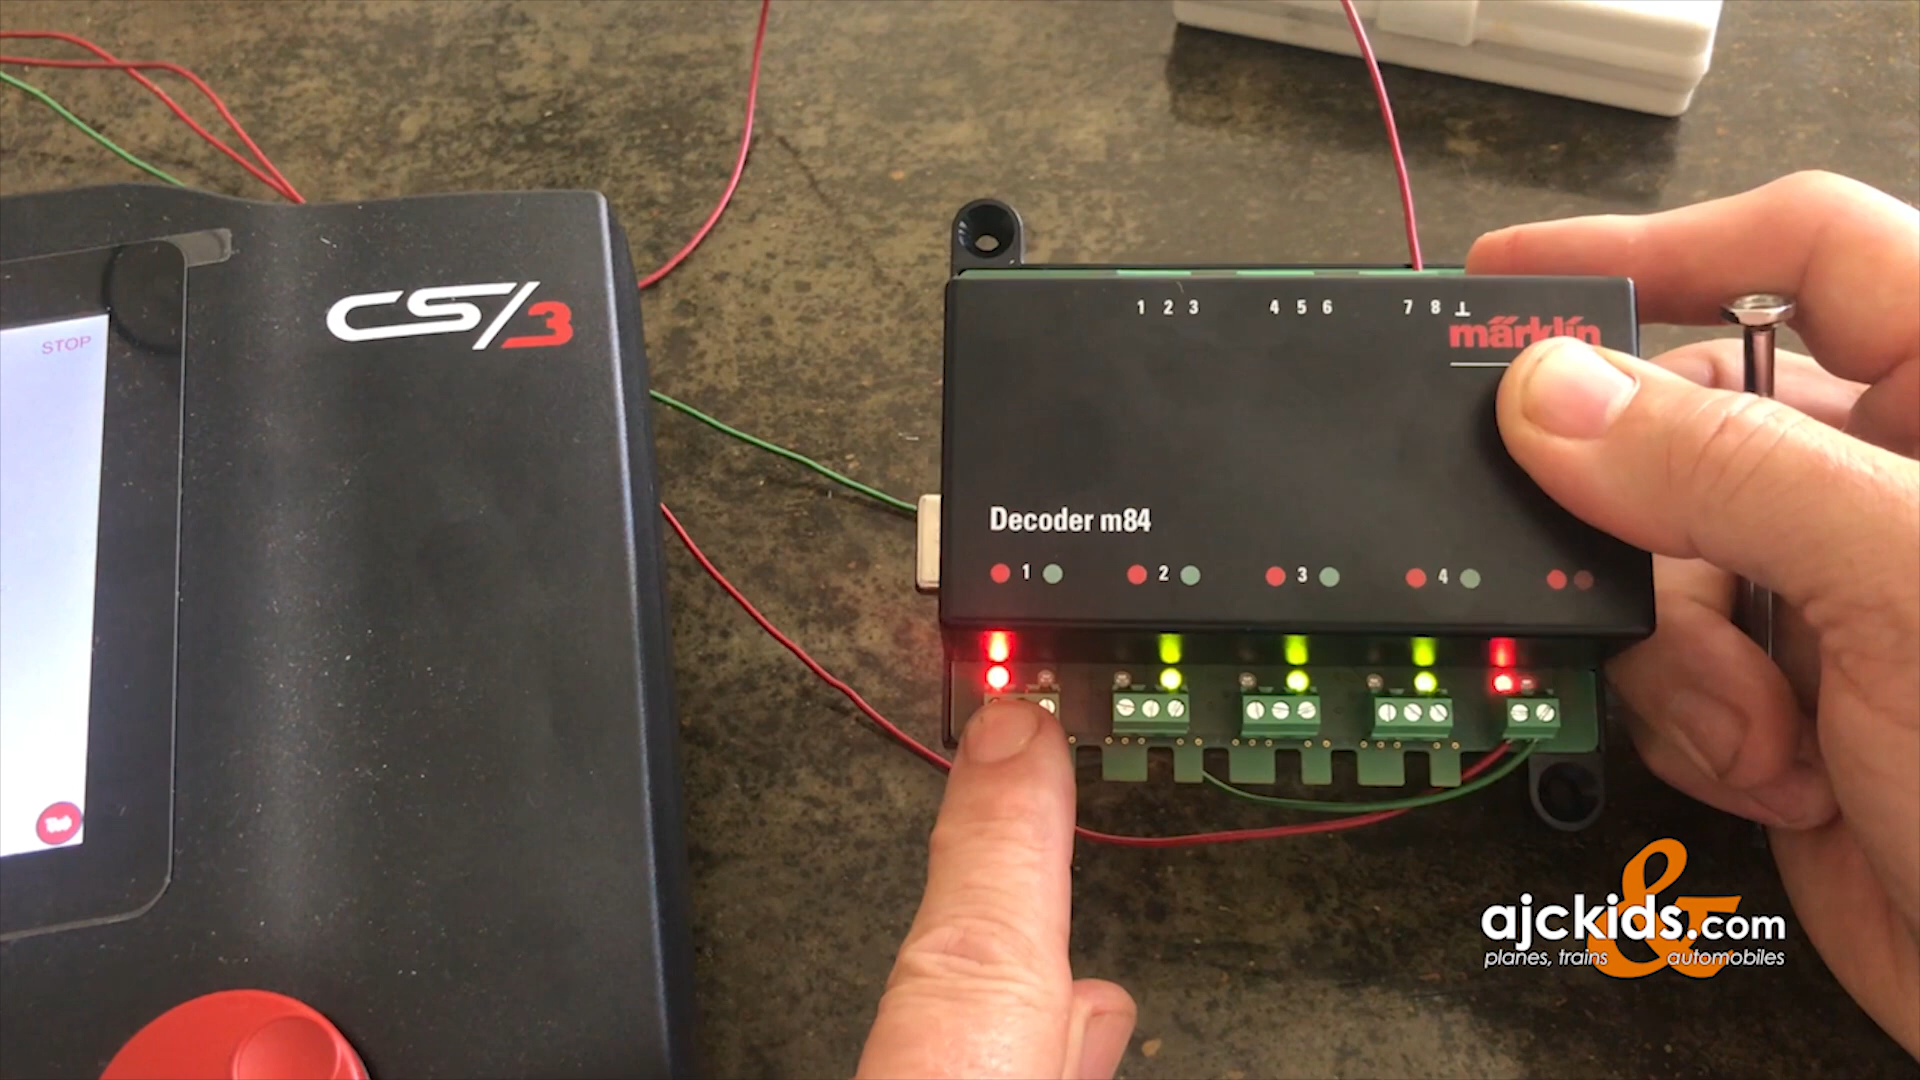 STOP
CS/3
1 2 3 4 5 6 7 8 ⊥
märklin
Decoder m84
1 2 3 4
ajckids.com
planes, trains & automobiles